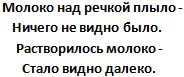 Молоко над речкой плыло -
Ничего не видно было.
Растворилось молоко -
Стало видно далеко.